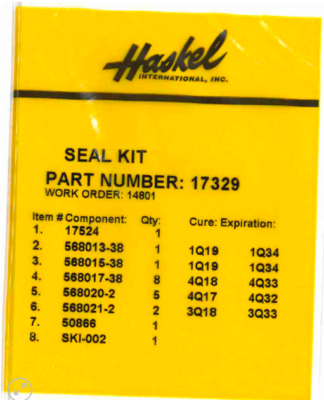 Haskel
INTERNATIONAL, INC.
SEAL KIT
PART NUMBER: 17329
WORK ORDER: 14801
Item # Component: Qty: Cure: Expiration:
1. 17524 1
2. 568013-38 1 1Q19 1Q34
3. 568015-38 1 1Q19 1Q34
4. 568017-38 8 4Q18 4Q33
5. 568020-2 5 4Q17 4Q32
6. 568021-2 2 3Q18 3Q33
7. 50866 1
8. SKI-002 1